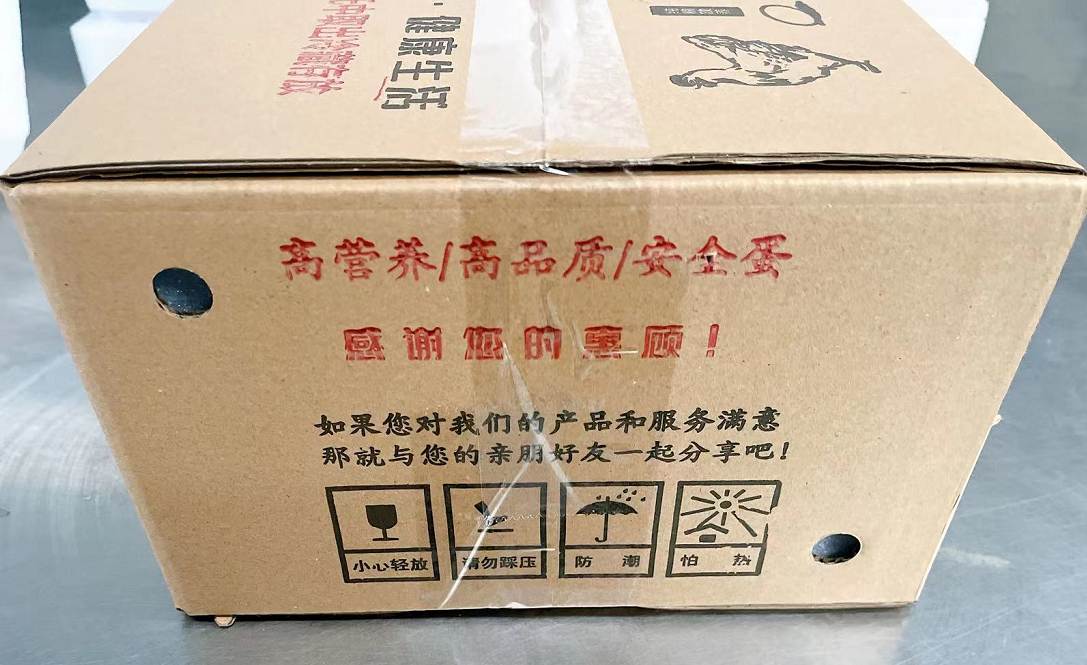 健康生活
高营养/高品质/安全蛋
感谢您的惠顾!
如果您对我们的产品和服务满意
那就与您的亲朋好友一起分享吧!
小心轻放
请勿踩压
防潮
怕热